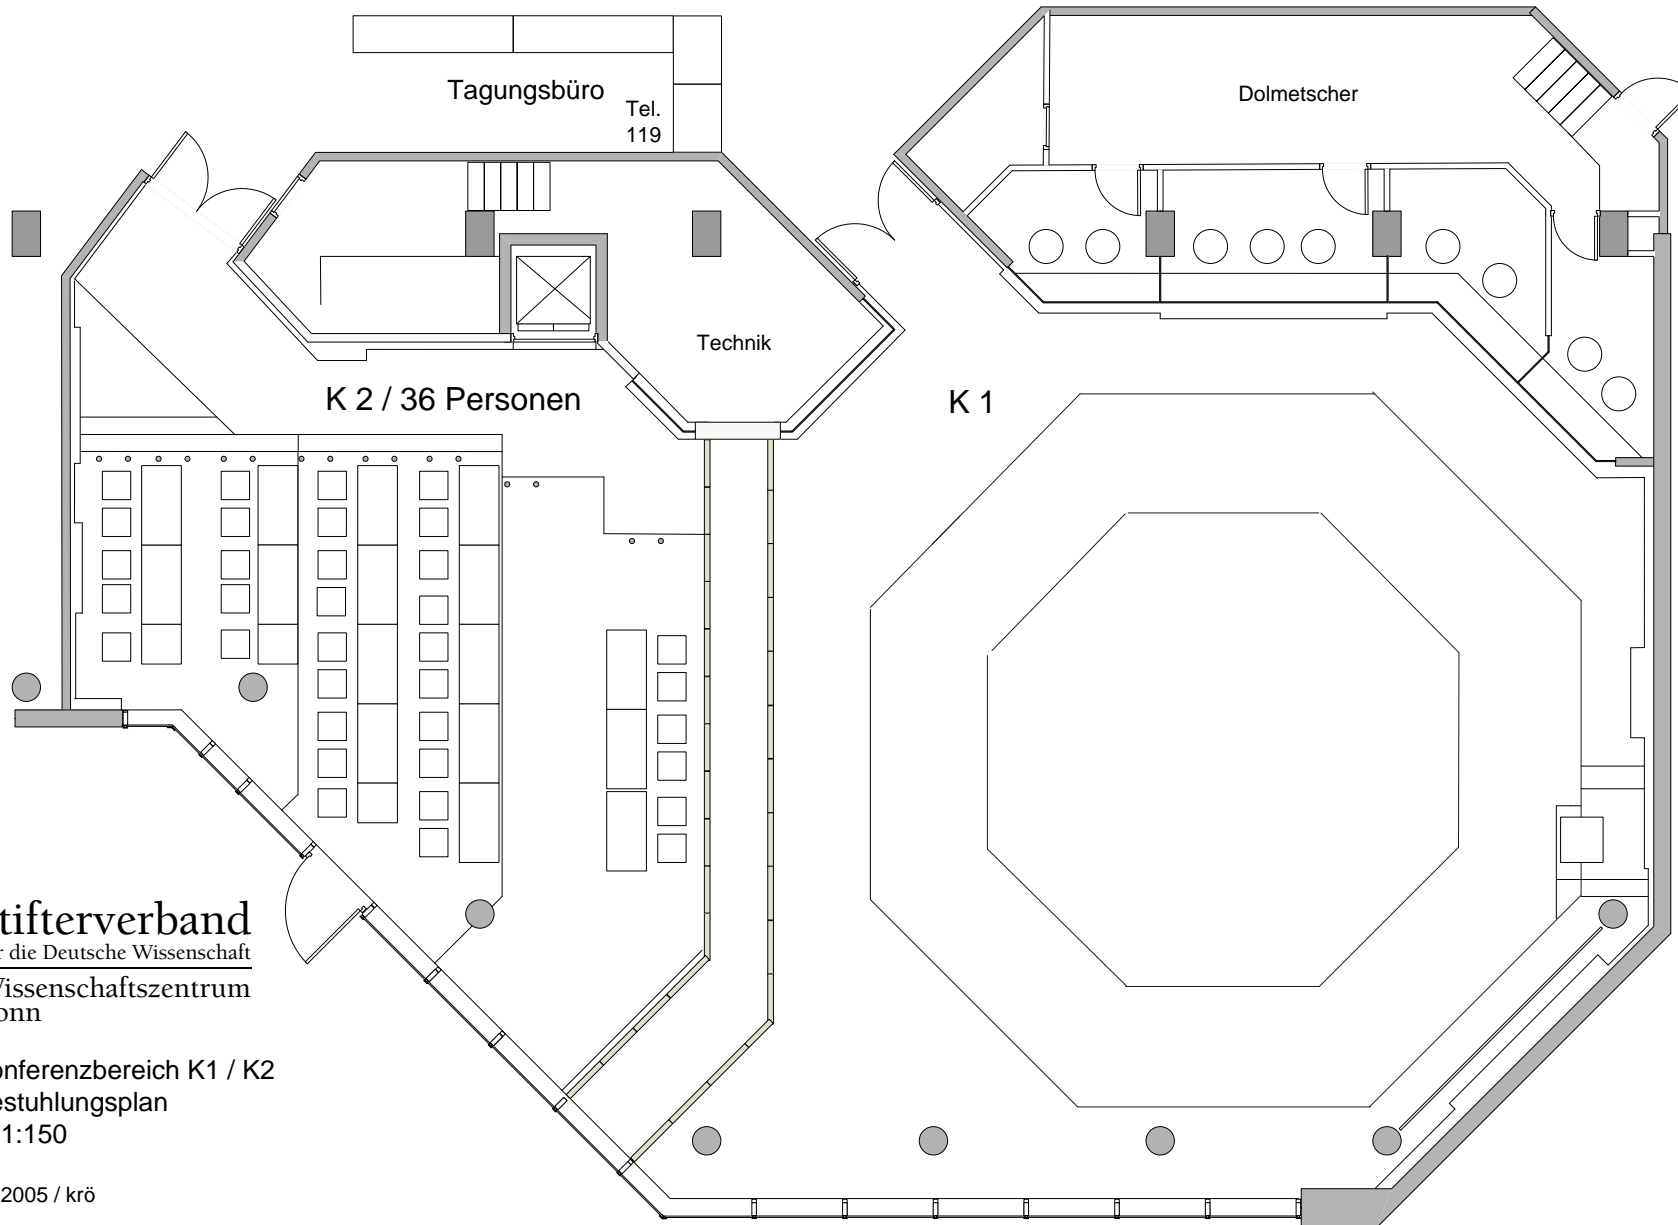 Tagungsbüro
Tel.
119
Dolmetscher
Technik
K 2 / 36 Personen
K 1
tifterverband
die Deutsche Wissenschaft
issenschaftszentrum
onn
onferenzbereich K1 / K2
estuhlungsplan
1:150
2005 / krö